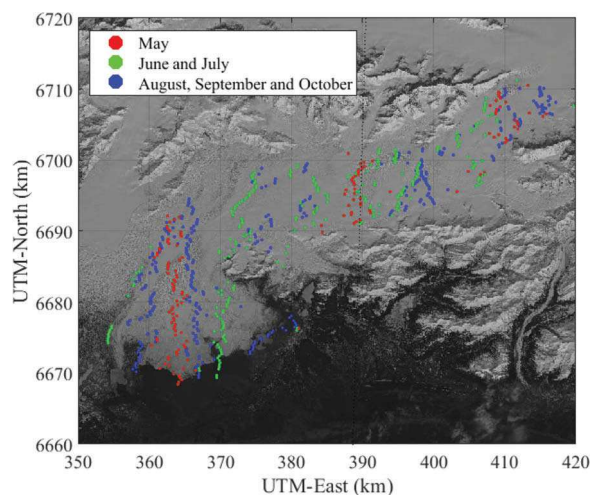 6720
6710
6700
6690
6680
6670
6660
UTM-North (km)
May
June and July
August, September and October
350 360 370 380 390 400 410 420
UTM-East (km)